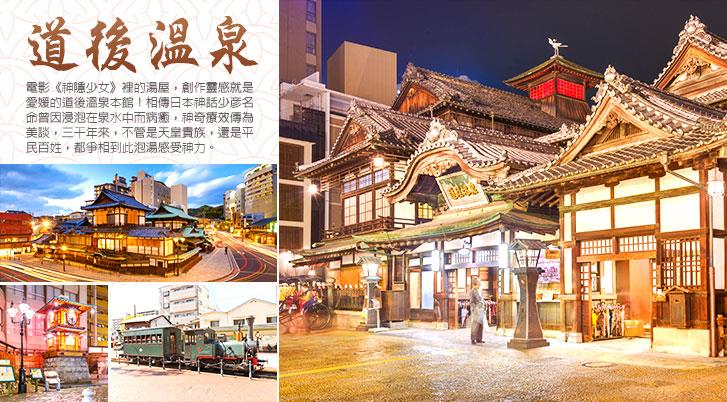 道後溫泉
電影《神隱少女》裡的湯屋，創作靈感就是
愛媛的道後溫泉本館！相傳日本神話少彥名
命曾因浸泡在泉水中而病癒，神奇療效傳為
美談，三千年來，不管是天皇貴族，還是平
民百姓，都爭相到此泡湯感受神力。